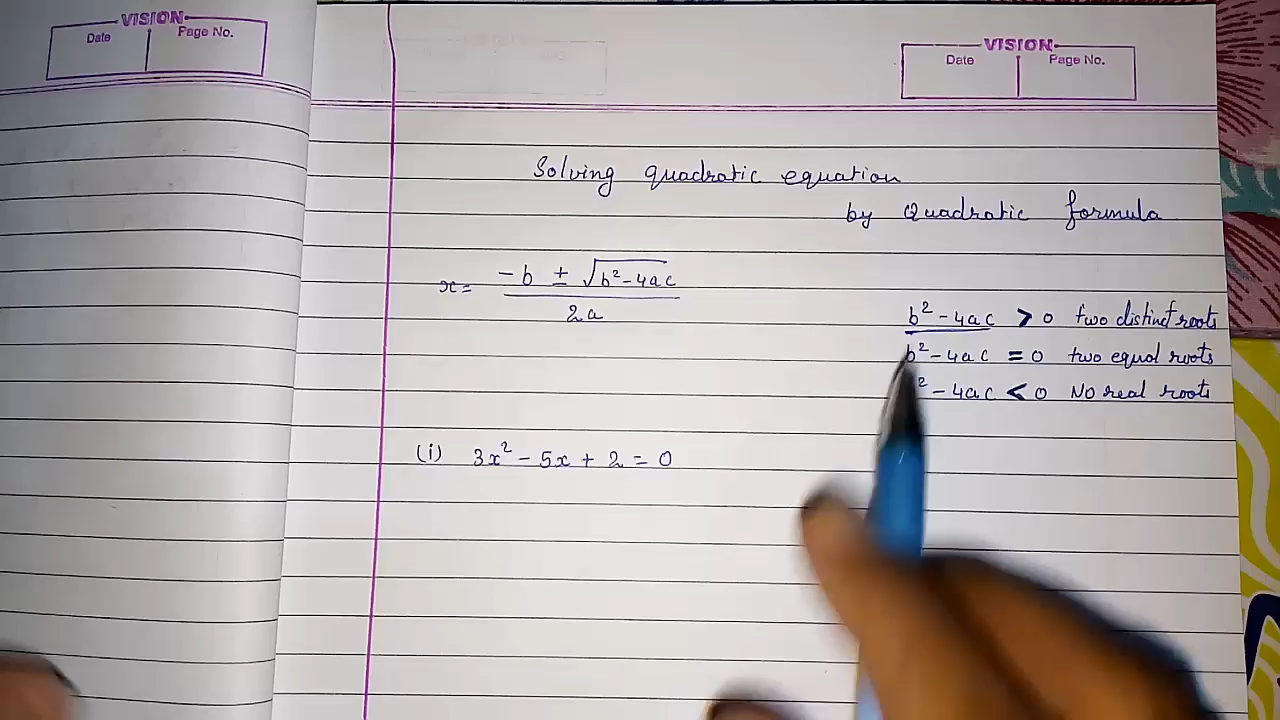 VISION
Date Page No.
VISION
Date Page No.
Solving quadratic equation
by Quadratic formula
x = -b ± √b²-4ac / 2a
b² - 4ac > 0 two distinct roots
b² - 4ac = 0 two equal roots
² - 4ac < 0 No real roots
(i) 3x² - 5x + 2 = 0